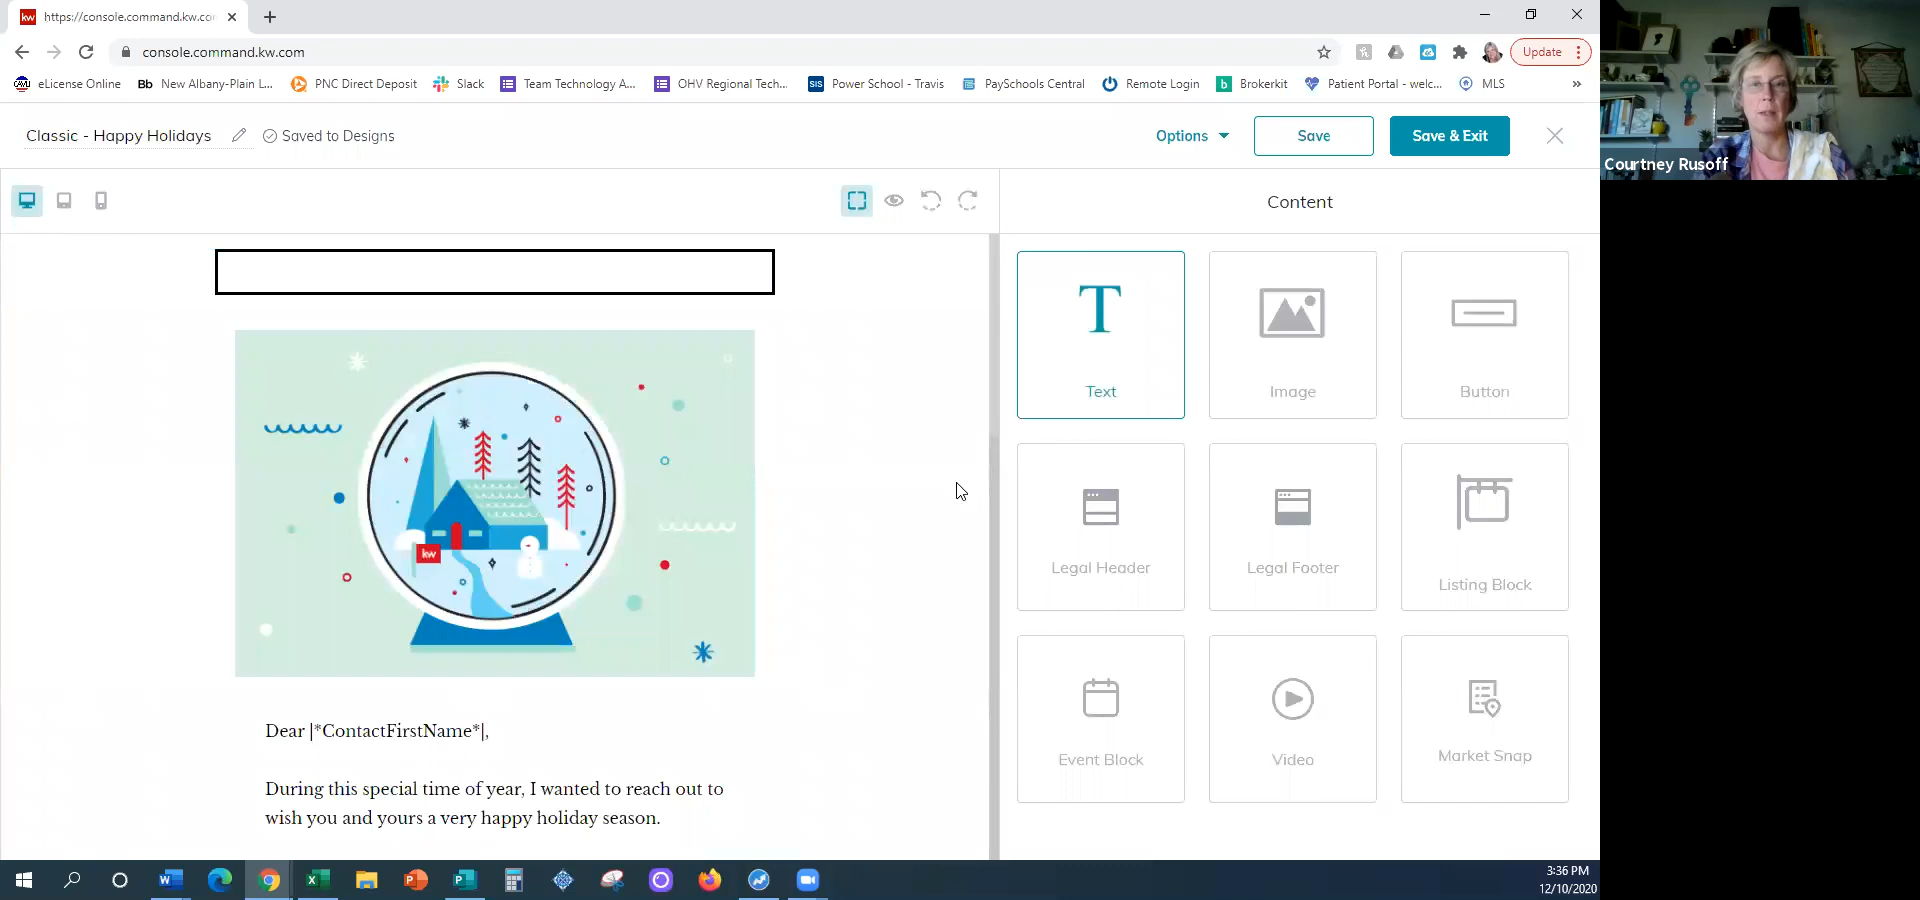 kw
https://console.command.kw.co
console.command.kw.com
Update
eLicense Online
Bb New Albany-Plain L...
PNC Direct Deposit
Slack
Team Technology A...
OHV Regional Tech...
SIS Power School - Travis
PaySchools Central
Remote Login
b Brokerkit
Patient Portal - welc...
MLS
»
Classic - Happy Holidays
Saved to Designs
Options
Save
Save & Exit
Courtney Rusoff
Content
T
Text
Image
Button
Legal Header
Legal Footer
Listing Block
Event Block
Video
Market Snap
kw
Dear |*ContactFirstName*|,
During this special time of year, I wanted to reach out to
wish you and yours a very happy holiday season.
3:36 PM
12/10/2020